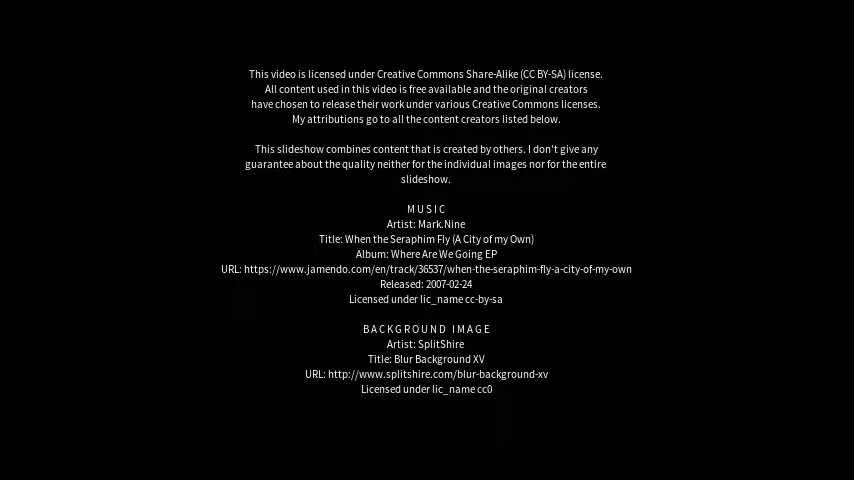 This video is licensed under Creative Commons Share-Alike (CC BY-SA) license.
All content used in this video is free available and the original creators
have chosen to release their work under various Creative Commons licenses.
My attributions go to all the content creators listed below.
This slideshow combines content that is created by others. I don't give any
guarantee about the quality neither for the individual images nor for the entire
slideshow.
MUSIC
Artist: Mark.Nine
Title: When the Seraphim Fly (A City of my Own)
Album: Where Are We Going EP
URL: https://www.jamendo.com/en/track/36537/when-the-seraphim-fly-a-city-of-my-own
Released: 2007-02-24
Licensed under lic_name cc-by-sa
BACKGROUND IMAGE
Artist: SplitShire
Title: Blur Background XV
URL: http://www.splitshire.com/blur-background-xv
Licensed under lic_name cc0